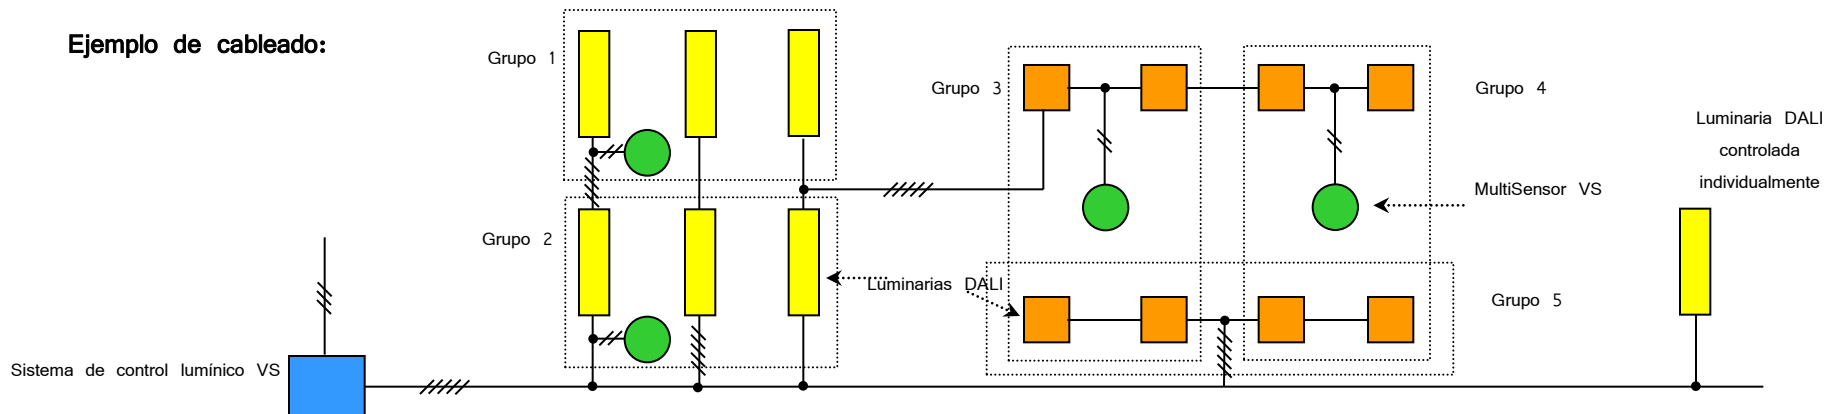 Ejemplo de cableado:
Grupo 1
Grupo 3
Grupo 4
Luminaria DALI
controlada
individualmente
MultiSensor VS
Grupo 2
Luminarias DALI
Grupo 5
Sistema de control lumínico VS